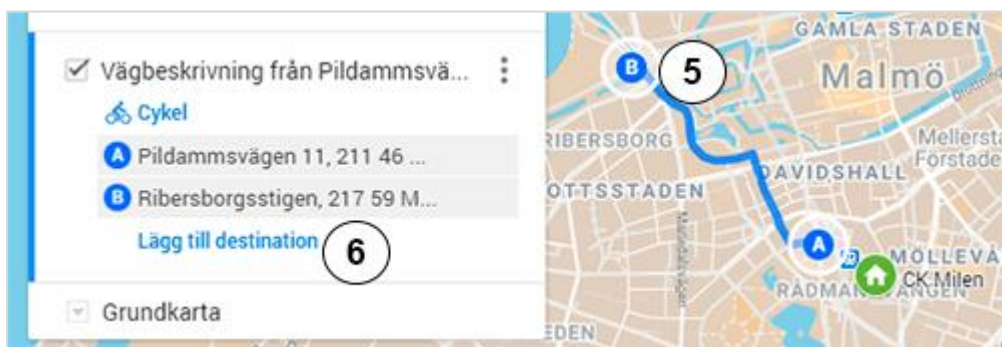 Vägbeskrivning från Pildammsvä...
Cykel
A Pildammsvägen 11, 211 46 ...
B Ribersborgsstigen, 217 59 M...
Lägg till destination
6
Grundkarta
GAMLA STADEN
B
5
Malmö
RIBERSBORG
Mellersta
Förstaden
DAVIDSHALL
OTTSSTADEN
A
MÖLLEVÅ
CK Milen
EDEN